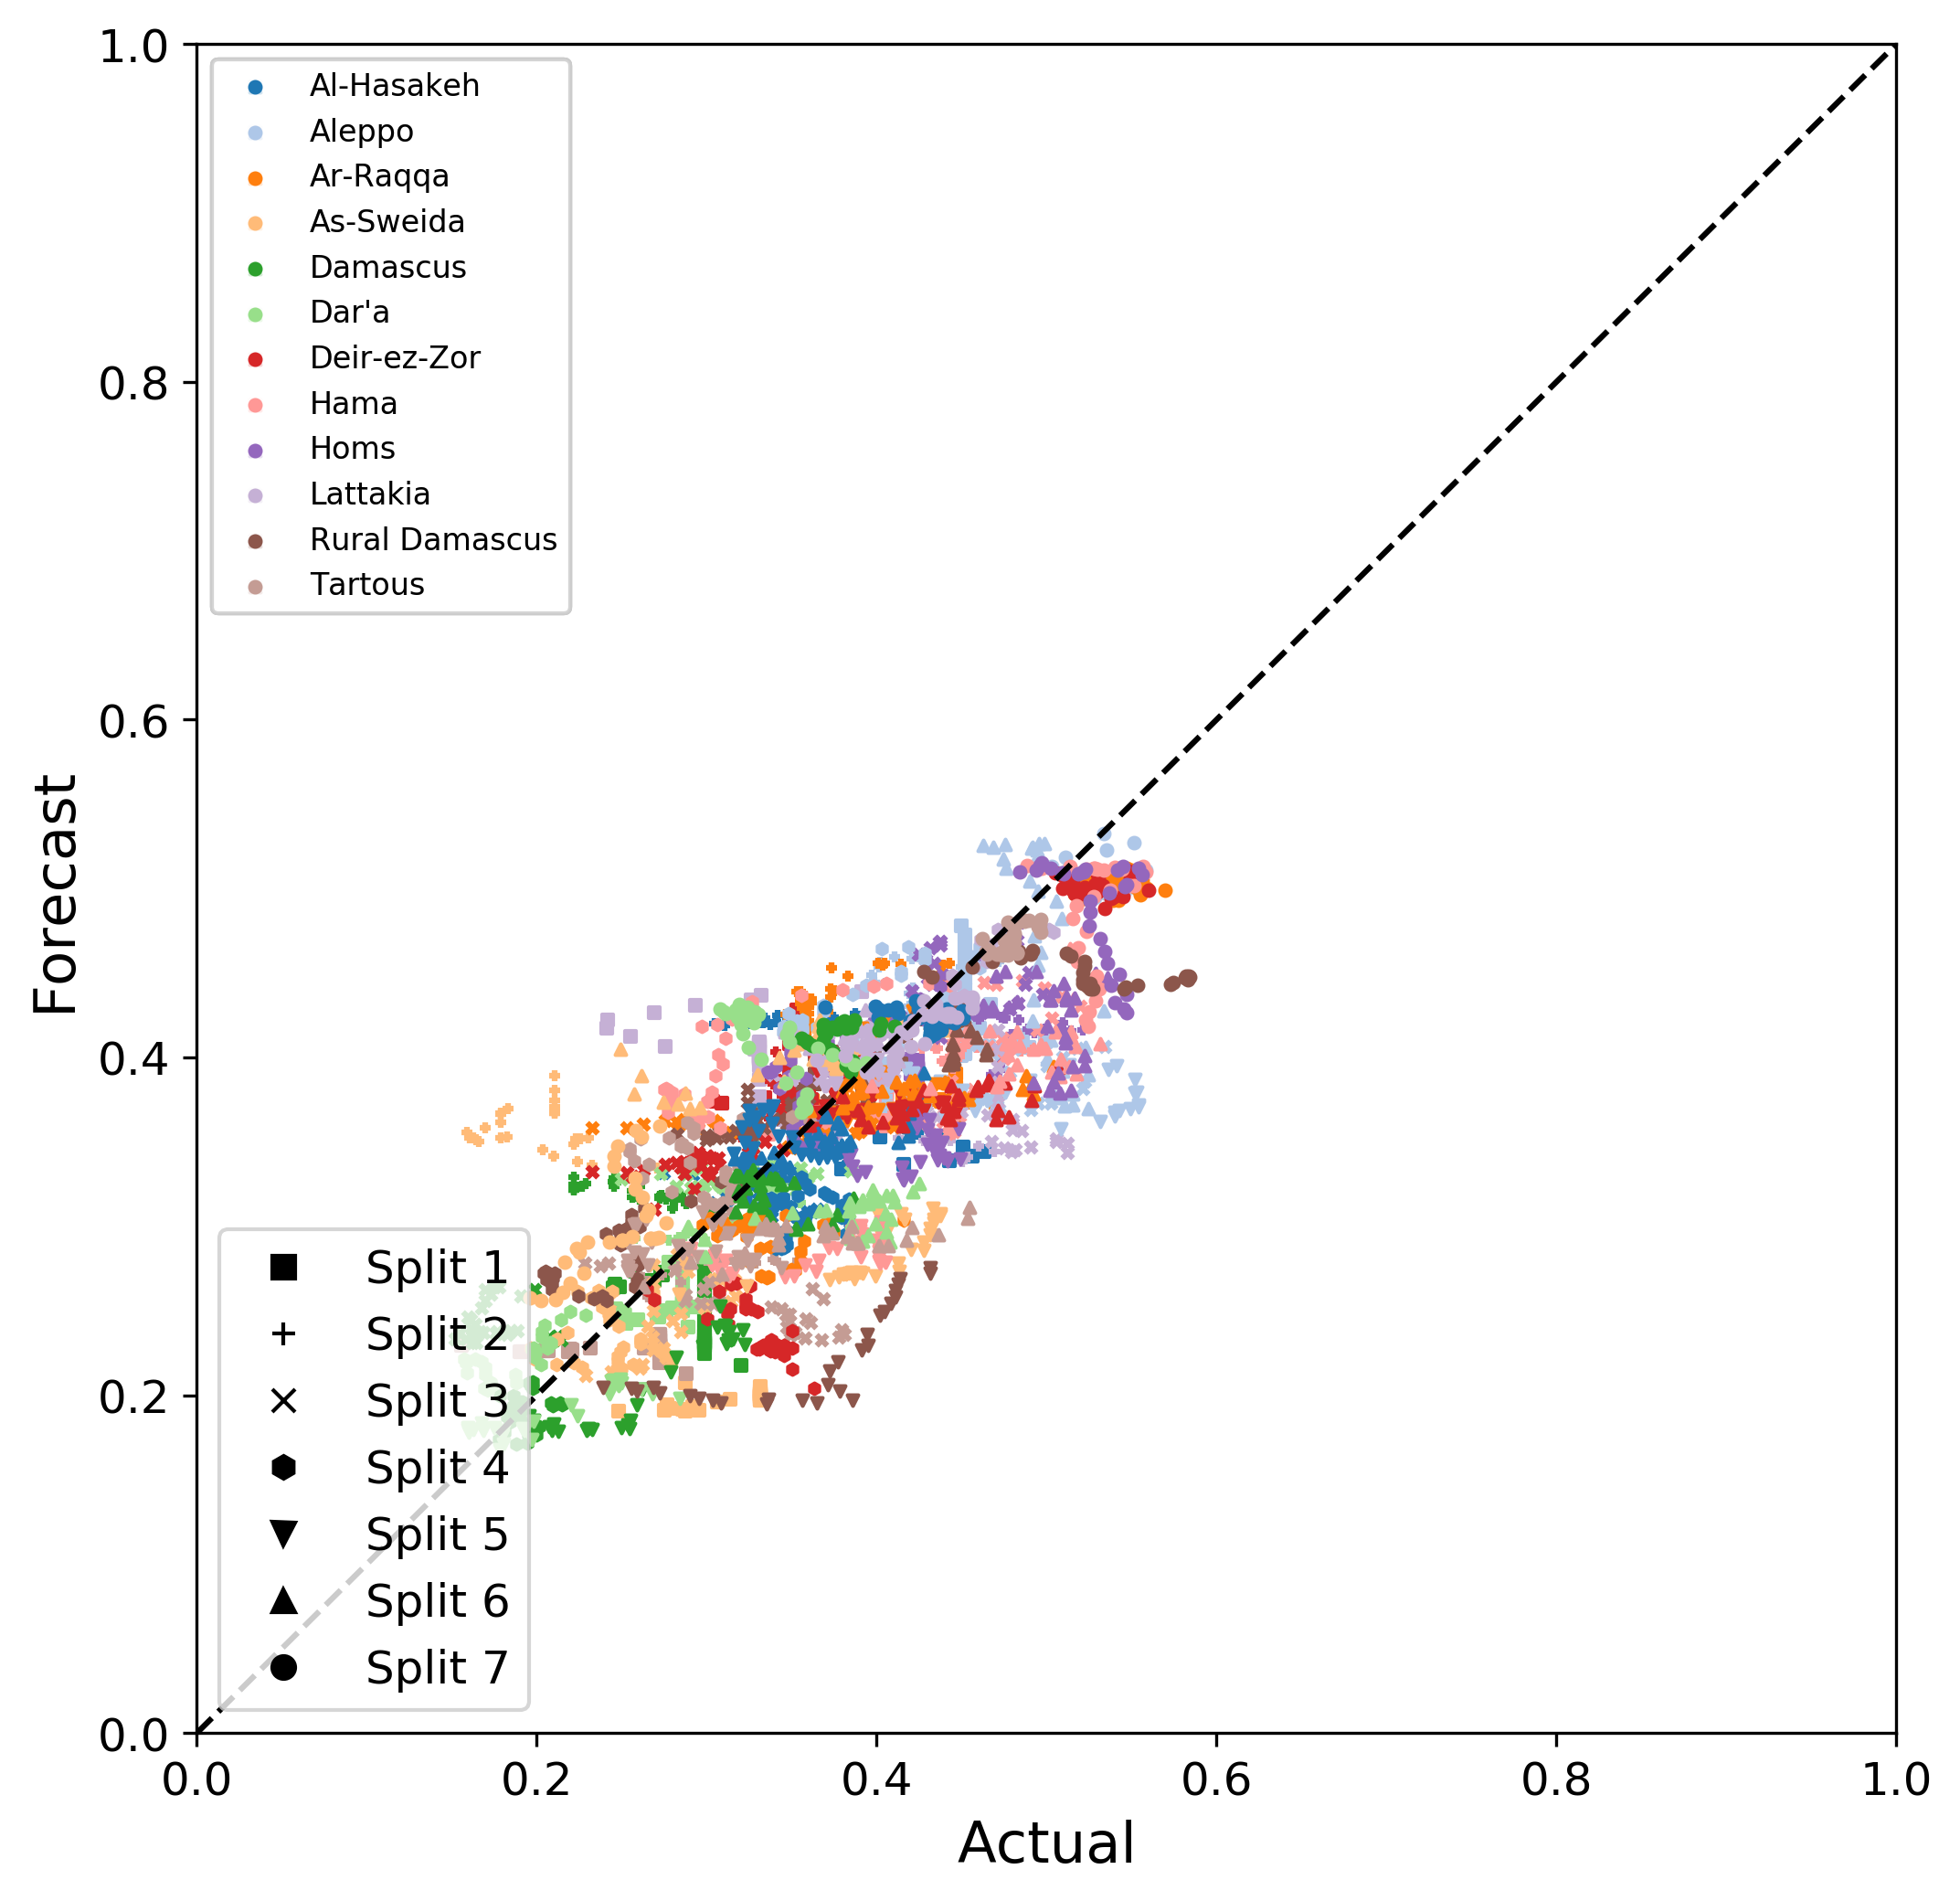 1.0
0.8
0.6
0.4
0.2
0.0
Forecast
Al-Hasakeh
Aleppo
Ar-Raqqa
As-Sweida
Damascus
Dar'a
Deir-ez-Zor
Hama
Homs
Lattakia
Rural Damascus
Tartous
Split 1
Split 2
Split 3
Split 4
Split 5
Split 6
Split 7
0.0 0.2 0.4 0.6 0.8 1.0
Actual